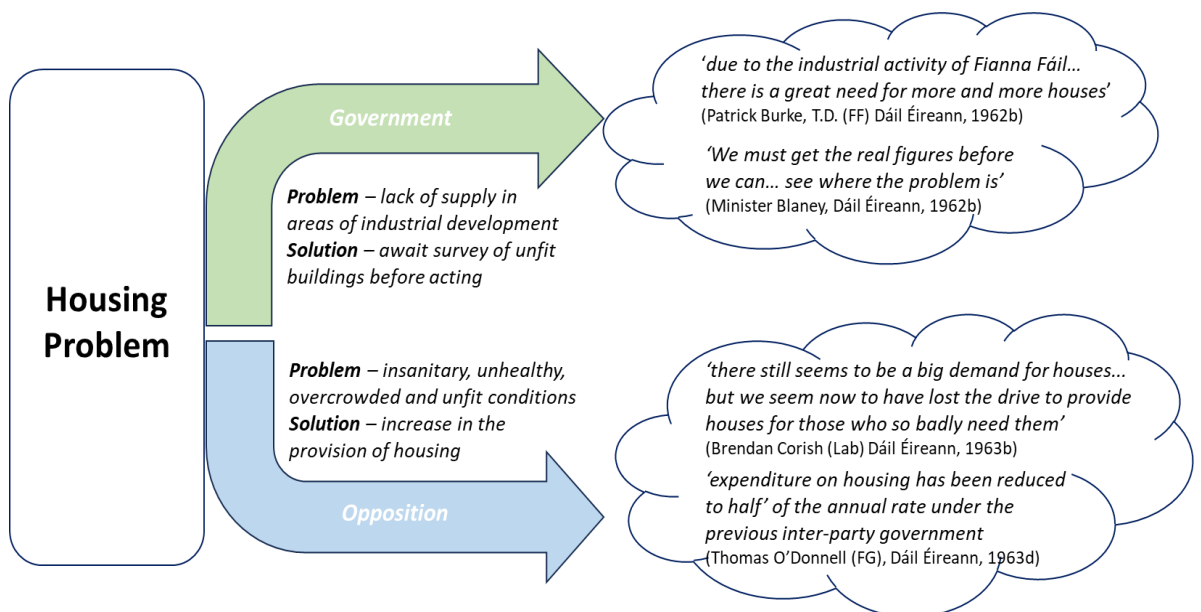 Housing
Problem
Government
Problem – lack of supply in
areas of industrial development
Solution – await survey of unfit
buildings before acting
‘due to the industrial activity of Fianna Fáil…
there is a great need for more and more houses’
(Patrick Burke, T.D. (FF) Dáil Éireann, 1962b)
‘We must get the real figures before
we can… see where the problem is’
(Minister Blaney, Dáil Éireann, 1962b)
Problem – insanitary, unhealthy,
overcrowded and unfit conditions
Solution – increase in the
provision of housing
Opposition
‘there still seems to be a big demand for houses…
but we seem now to have lost the drive to provide
houses for those who so badly need them’
(Brendan Corish (Lab) Dáil Éireann, 1963b)
‘expenditure on housing has been reduced
to half’ of the annual rate under the
previous inter-party government
(Thomas O’Donnell (FG), Dáil Éireann, 1963d)